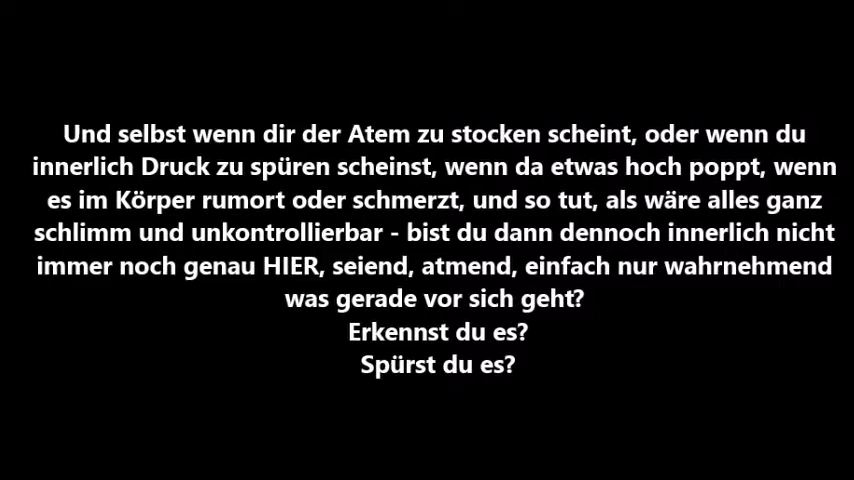 Und selbst wenn dir der Atem zu stocken scheint, oder wenn du
innerlich Druck zu spüren scheinst, wenn da etwas hoch poppt, wenn
es im Körper rumort oder schmerzt, und so tut, als wäre alles ganz
schlimm und unkontrollierbar - bist du dann dennoch innerlich nicht
immer noch genau HIER, seiend, atmend, einfach nur wahrnehmend
was gerade vor sich geht?
Erkennst du es?
Spürst du es?